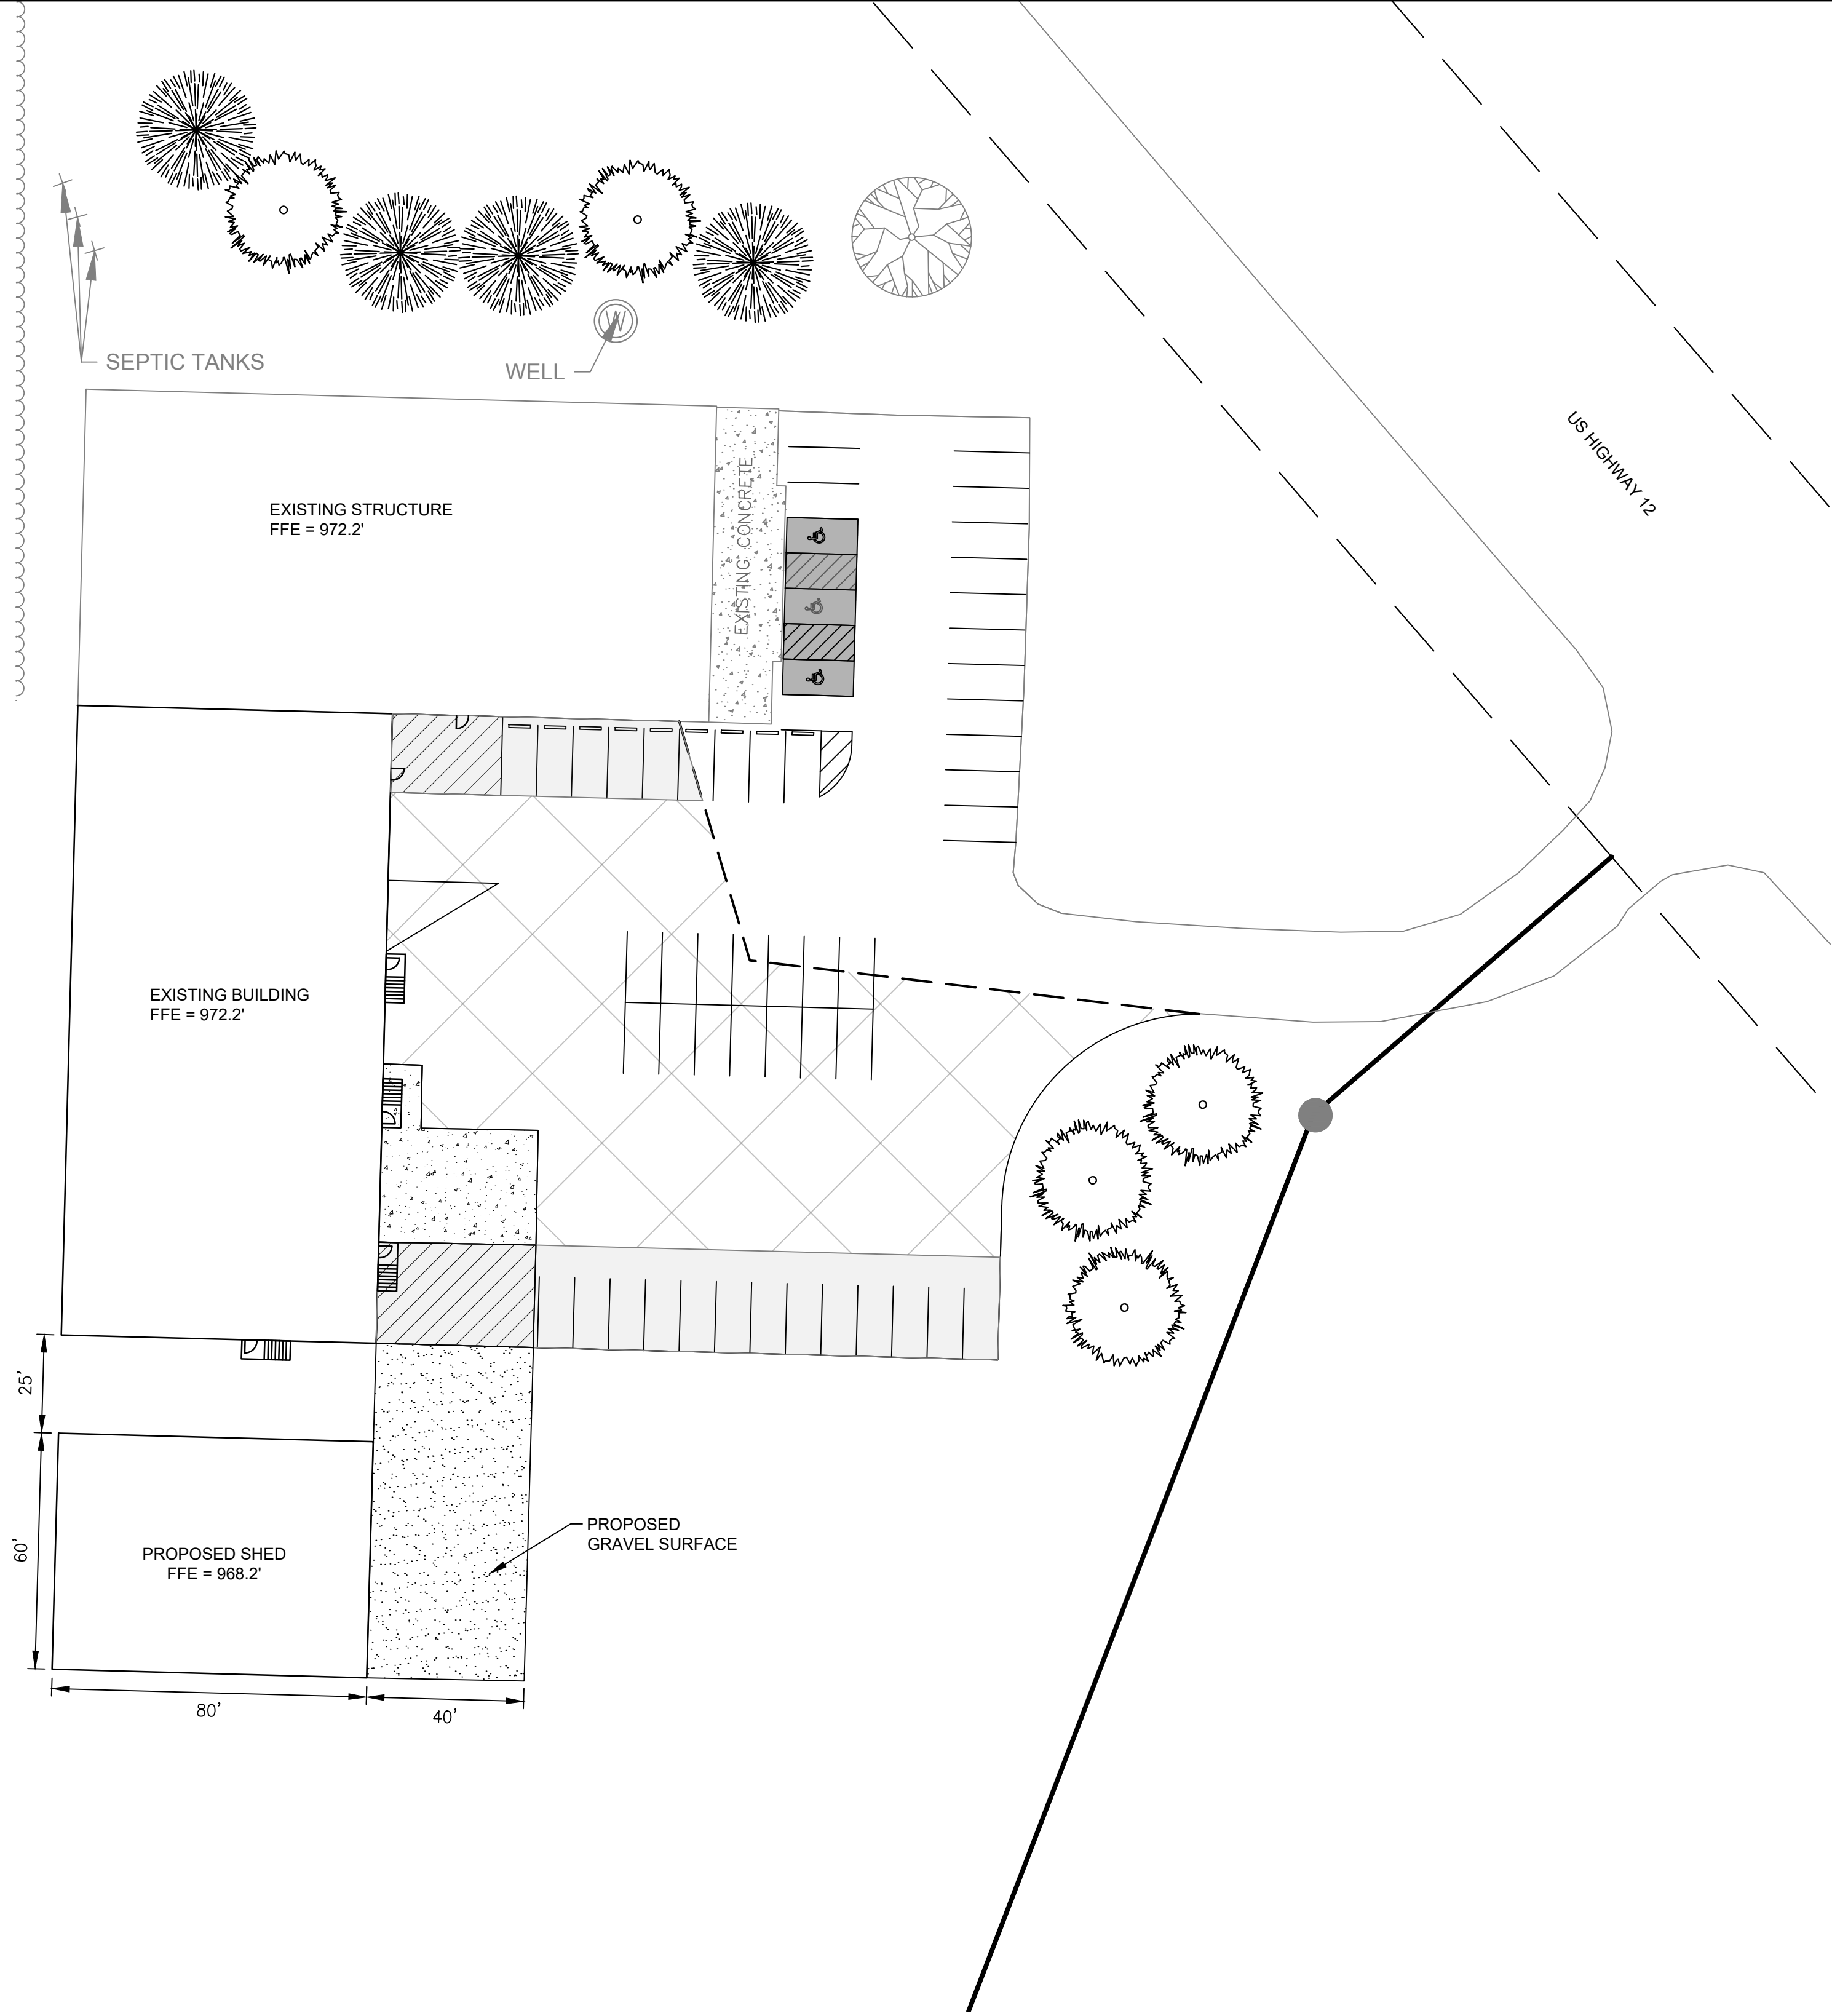 SEPTIC TANKS
W
WELL
US HIGHWAY 12
EXISTING STRUCTURE
FFE = 972.2'
EXISTING CONCRETE
EXISTING BUILDING
FFE = 972.2'
25'
60'
PROPOSED SHED
FFE = 968.2'
PROPOSED
GRAVEL SURFACE
80'
40'